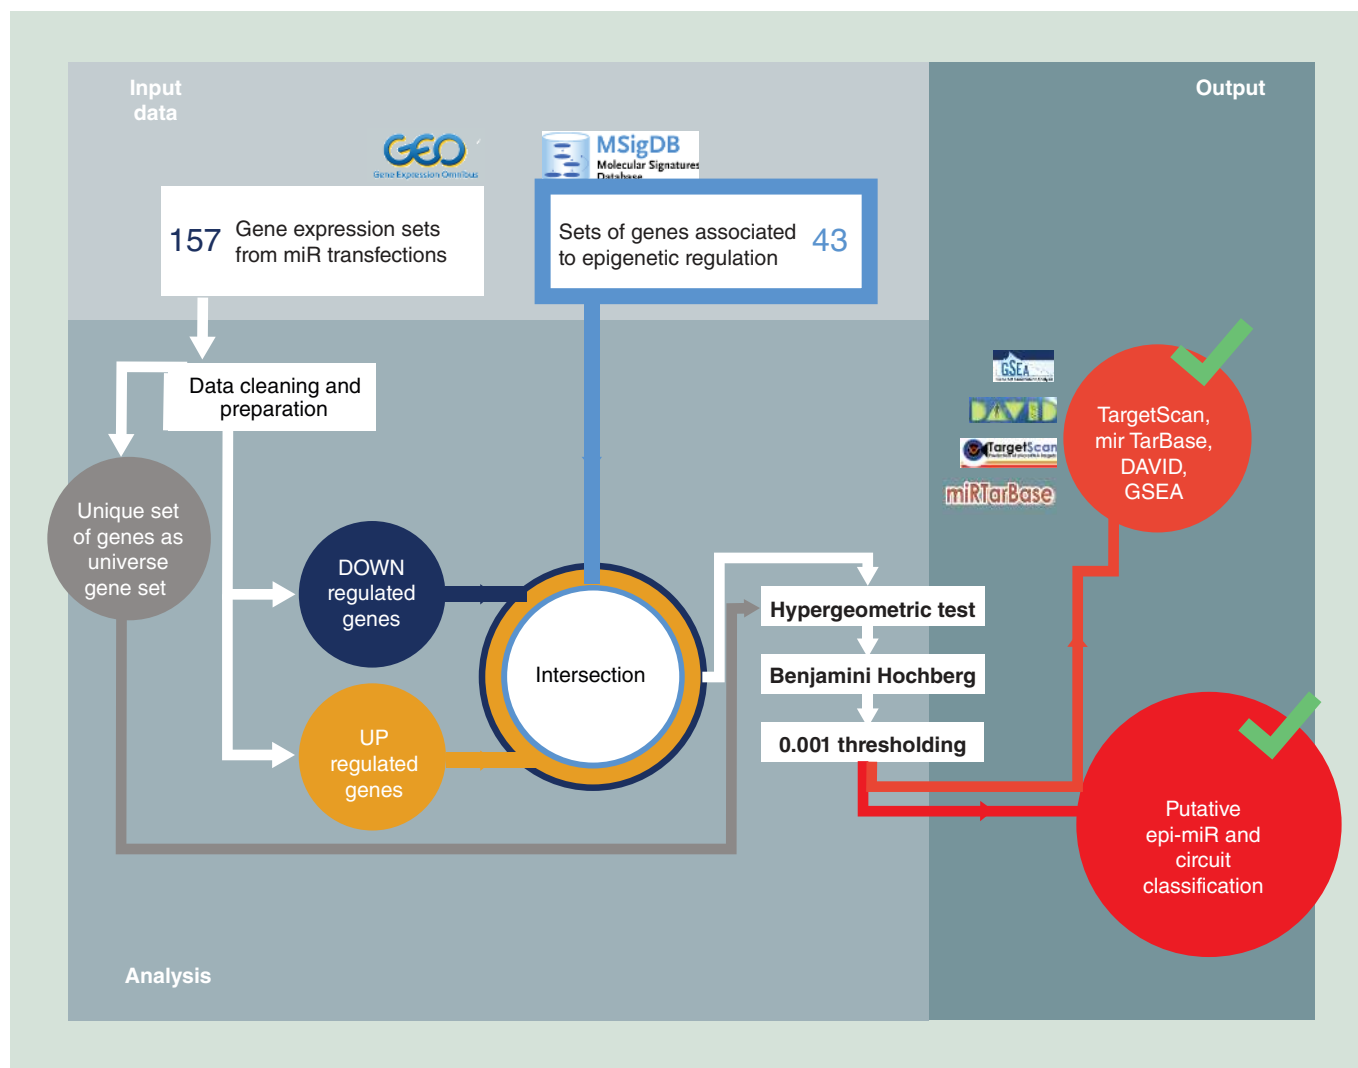 Input
data
Output
GEO
Gene Expression Omnibus
MSigDB
Molecular Signatures
Database
157
Gene expression sets
from miR transfections
Sets of genes associated
to epigenetic regulation
43
Data cleaning and
preparation
Unique set
of genes as
universe
gene set
DOWN
regulated
genes
UP
regulated
genes
Intersection
Hypergeometric test
Benjamini Hochberg
0.001 thresholding
GSEA
DAVID
TargetScan
miRTarBase
TargetScan,
mir TarBase,
DAVID,
GSEA
Putative
epi-miR and
circuit
classification
Analysis